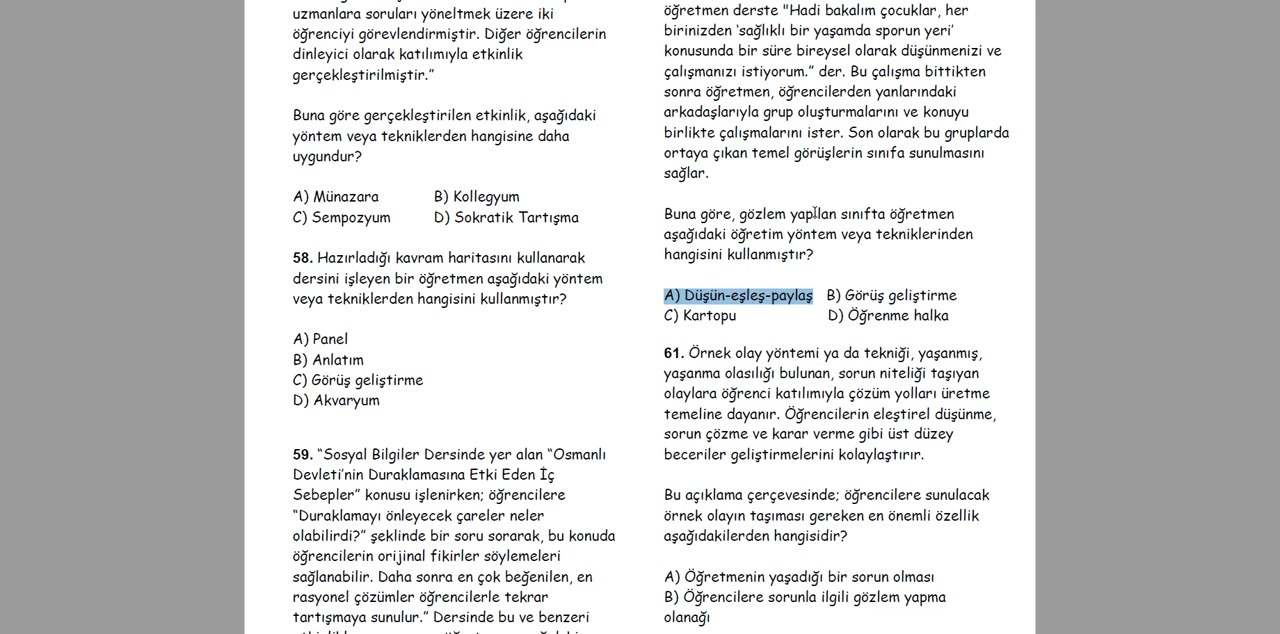 uzmanlara soruları yöneltmek üzere iki
öğrenciyi görevlendirmiştir. Diğer öğrencilerin
dinleyici olarak katılımıyla etkinlik
gerçekleştirilmiştir.”
Buna göre gerçekleştirilen etkinlik, aşağıdaki
yöntem veya tekniklerden hangisine daha
uygundur?
A) Münazara B) Kollegyum
C) Sempozyum D) Sokratik Tartışma
58. Hazırladığı kavram haritasını kullanarak
dersini işleyen bir öğretmen aşağıdaki yöntem
veya tekniklerden hangisini kullanmıştır?
A) Panel
B) Anlatım
C) Görüş geliştirme
D) Akvaryum
59. “Sosyal Bilgiler Dersinde yer alan “Osmanlı
Devleti’nin Duraklamasına Etki Eden İç
Sebepler” konusu işlenirken; öğrencilere
“Duraklamayı önleyecek çareler neler
olabilirdi?” şeklinde bir soru sorarak, bu konuda
öğrencilerin orijinal fikirler söylemeleri
sağlanabilir. Daha sonra en çok beğenilen, en
rasyonel çözümler öğrencilerle tekrar
tartışmaya sunulur.” Dersinde bu ve benzeri
öğretmen derste "Hadi bakalım çocuklar, her
birinizden ‘sağlıklı bir yaşamda sporun yeri’
konusunda bir süre bireysel olarak düşünmenizi ve
çalışmanızı istiyorum.” der. Bu çalışma bittikten
sonra öğretmen, öğrencilerden yanlarındaki
arkadaşlarıyla grup oluşturmalarını ve konuyu
birlikte çalışmalarını ister. Son olarak bu gruplarda
ortaya çıkan temel görüşlerin sınıfa sunulmasını
sağlar.
Buna göre, gözlem yapılan sınıfta öğretmen
aşağıdaki öğretim yöntem veya tekniklerinden
hangisini kullanmıştır?
A) Düşün-eşleş-paylaş B) Görüş geliştirme
C) Kartopu D) Öğrenme halka
61. Örnek olay yöntemi ya da tekniği, yaşanmış,
yaşanma olasılığı bulunan, sorun niteliği taşıyan
olaylara öğrenci katılımıyla çözüm yolları üretme
temeline dayanır. Öğrencilerin eleştirel düşünme,
sorun çözme ve karar verme gibi üst düzey
beceriler geliştirmelerini kolaylaştırır.
Bu açıklama çerçevesinde; öğrencilere sunulacak
örnek olayın taşıması gereken en önemli özellik
aşağıdakilerden hangisidir?
A) Öğretmenin yaşadığı bir sorun olması
B) Öğrencilere sorunla ilgili gözlem yapma
olanağı